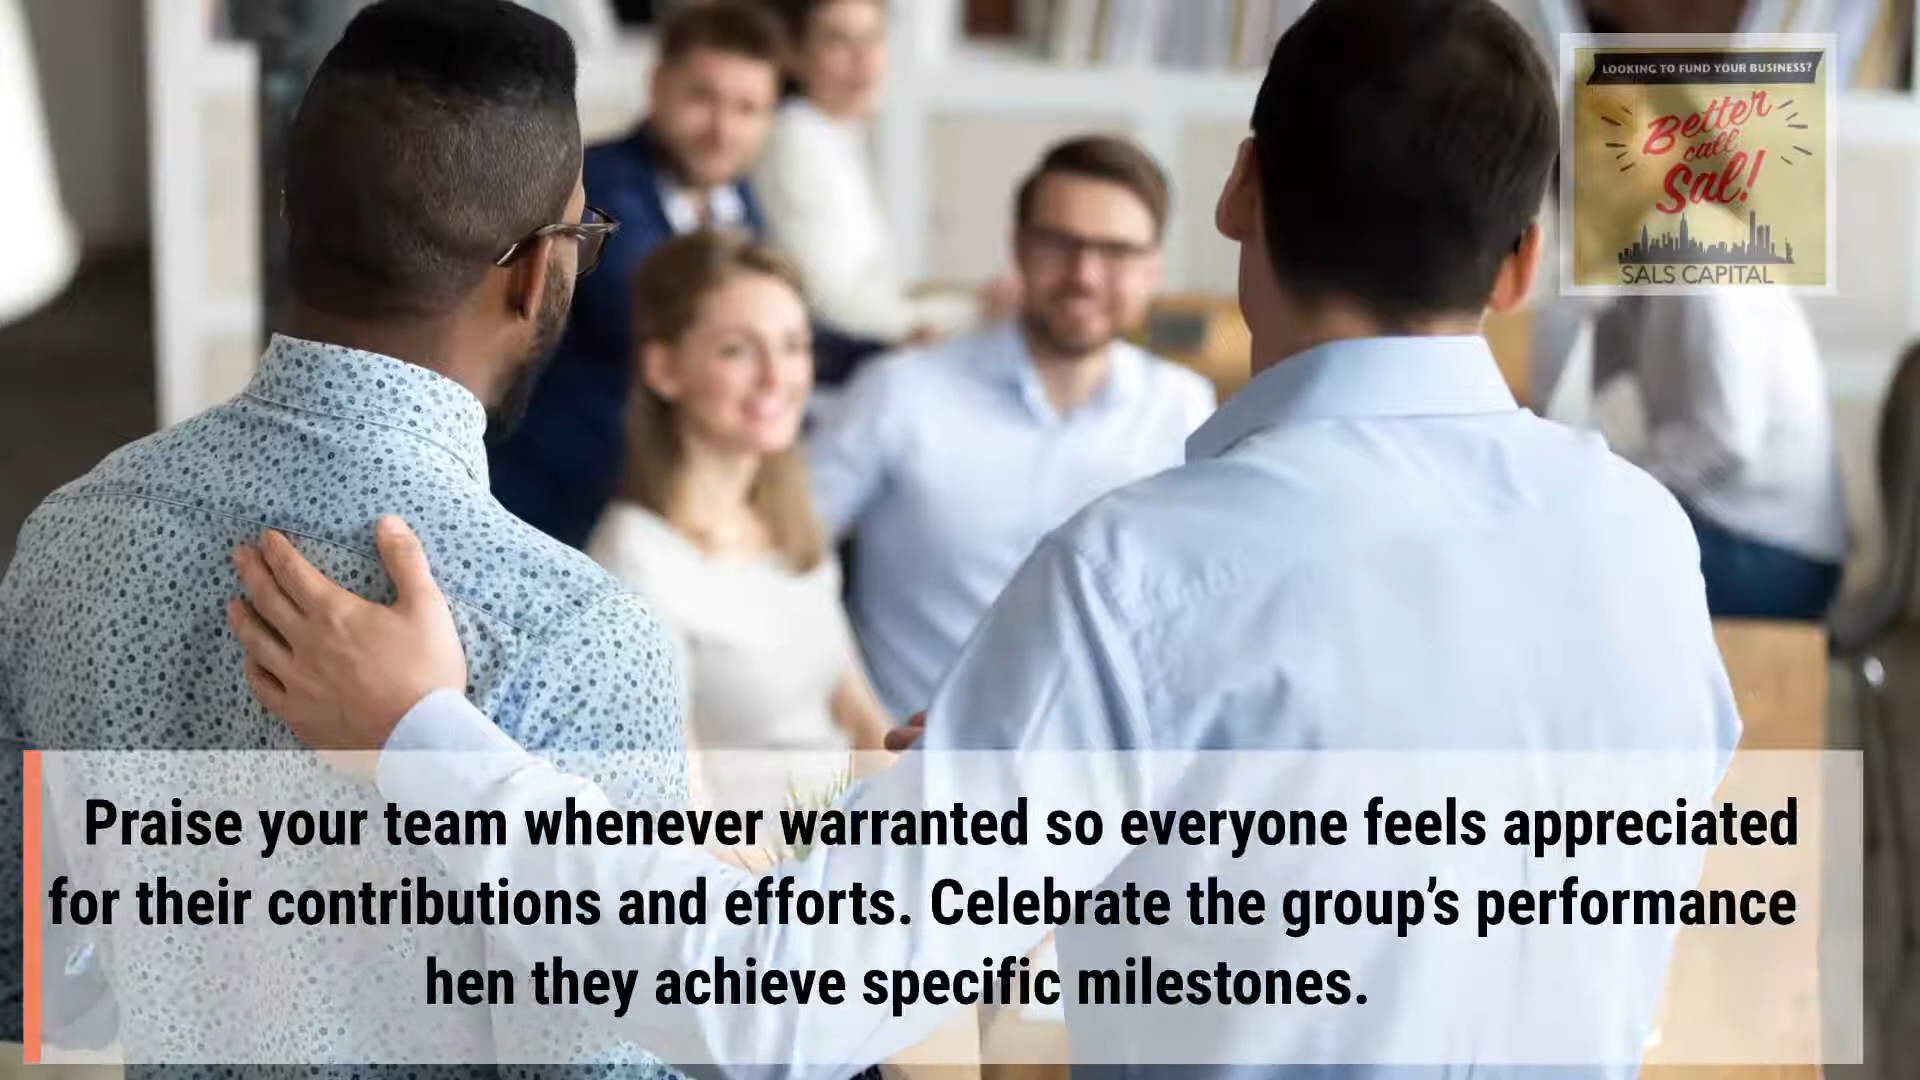 LOOKING TO FUND YOUR BUSINESS?
Better
call
Sal!
SALS CAPITAL
Praise your team whenever warranted so everyone feels appreciated
for their contributions and efforts. Celebrate the group’s performance
hen they achieve specific milestones.